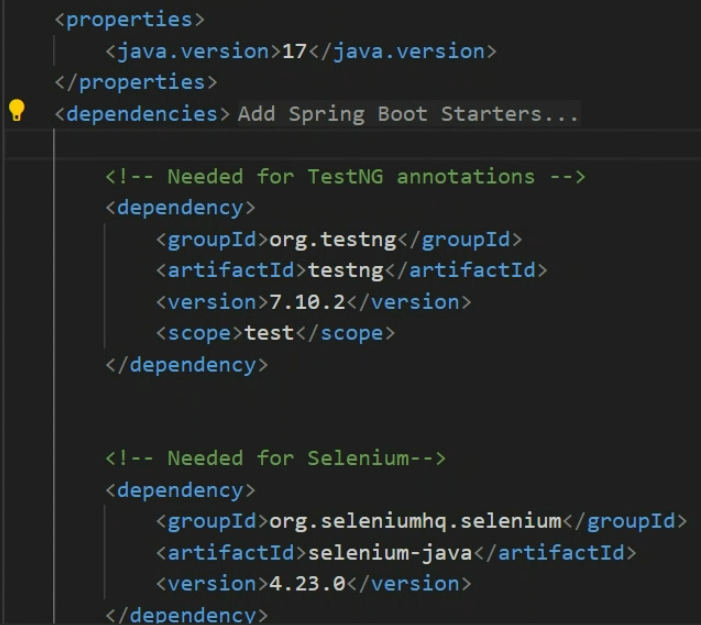 <properties>
<java.version>17</java.version>
</properties>
<dependencies> Add Spring Boot Starters...
<!-- Needed for TestNG annotations -->
<dependency>
<groupId>org.testng</groupId>
<artifactId>testng</artifactId>
<version>7.10.2</version>
<scope>test</scope>
</dependency>
<!-- Needed for Selenium-->
<dependency>
<groupId>org.seleniumhq.selenium</groupId>
<artifactId>selenium-java</artifactId>
<version>4.23.0</version>
</dependency>